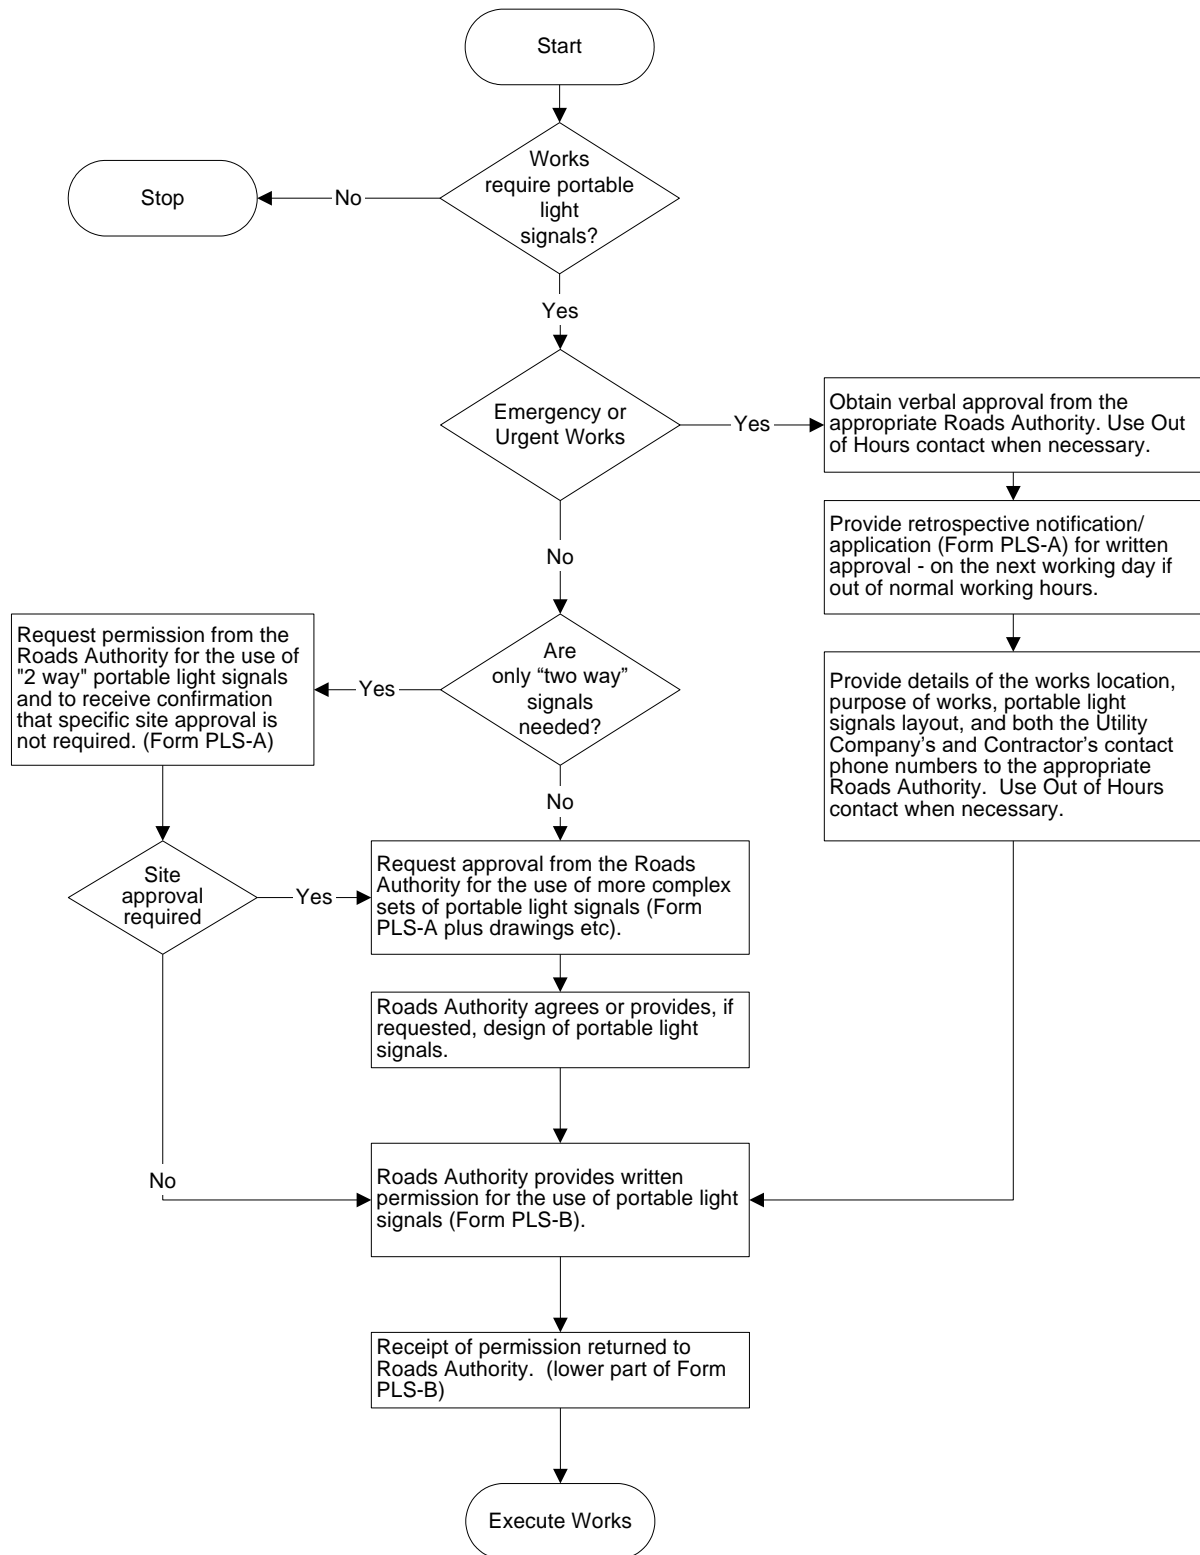 Start
Works
require portable
light
signals?
No
Stop
Yes
Emergency or
Urgent Works
Yes
Obtain verbal approval from the
appropriate Roads Authority. Use Out
of Hours contact when necessary.
Provide retrospective notification/
application (Form PLS-A) for written
approval - on the next working day if
out of normal working hours.
Provide details of the works location,
purpose of works, portable light
signals layout, and both the Utility
Company's and Contractor's contact
phone numbers to the appropriate
Roads Authority.  Use Out of Hours
contact when necessary.
No
Are
only “two way”
signals
needed?
Yes
Request permission from the
Roads Authority for the use of
"2 way" portable light signals
and to receive confirmation
that specific site approval is
not required. (Form PLS-A)
No
Site
approval
required
Yes
Request approval from the Roads
Authority for the use of more complex
sets of portable light signals (Form
PLS-A plus drawings etc).
Roads Authority agrees or provides, if
requested, design of portable light
signals.
No
Roads Authority provides written
permission for the use of portable light
signals (Form PLS-B).
Receipt of permission returned to
Roads Authority.  (lower part of Form
PLS-B)
Execute Works